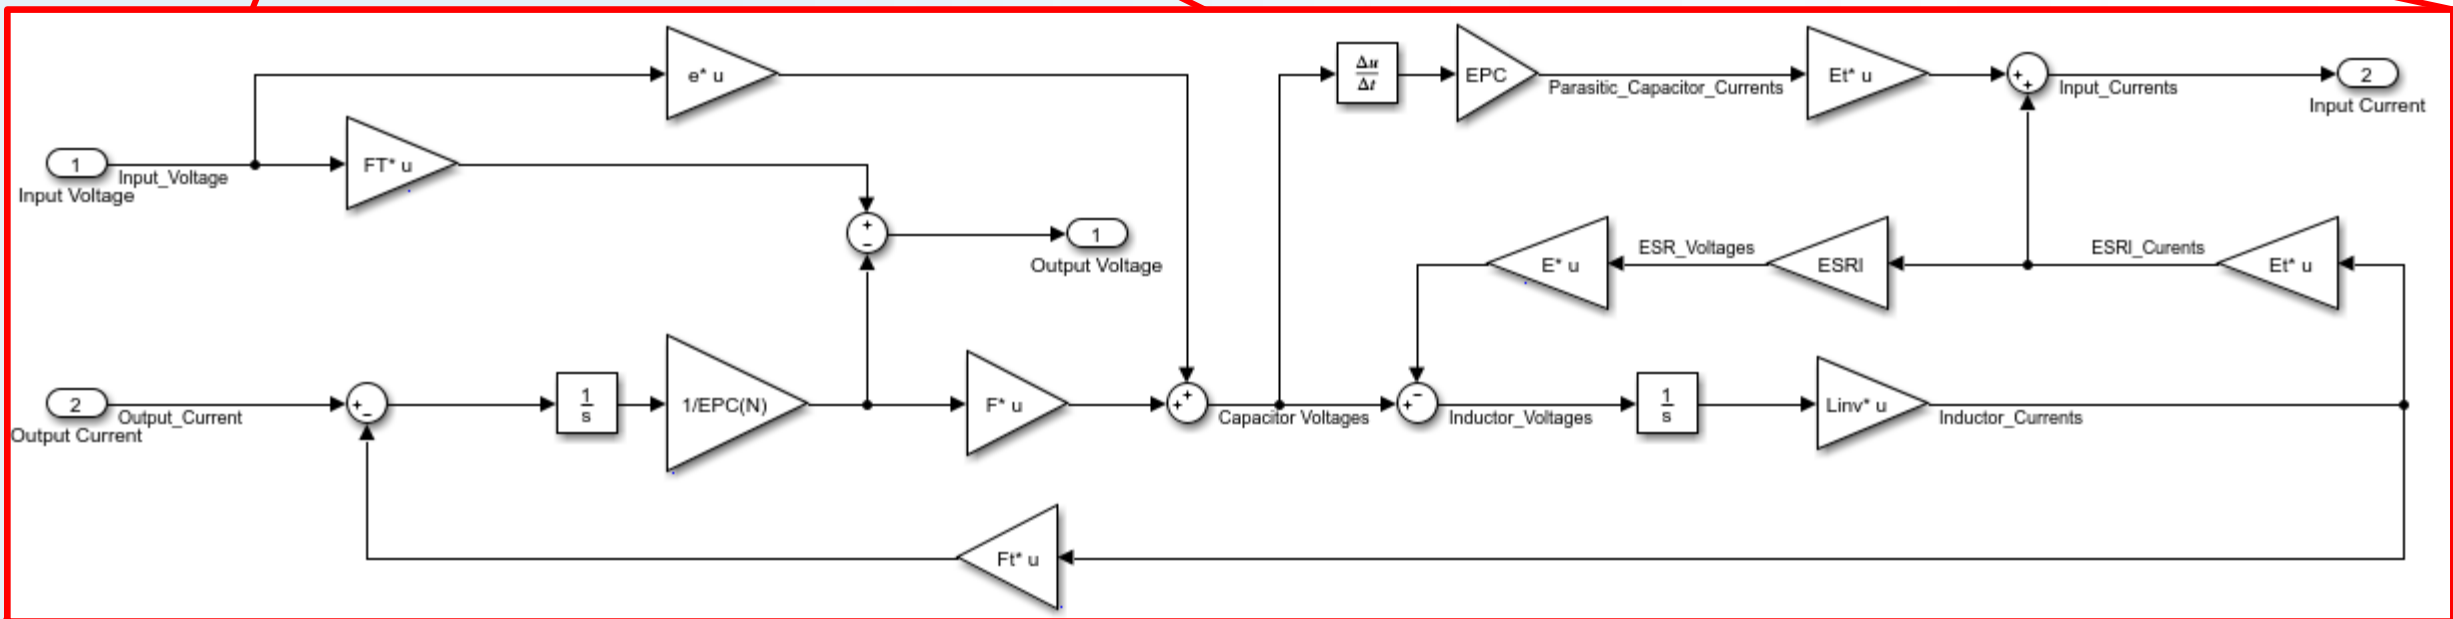 e* u
Δu
Δt
EPC
Parasitic_Capacitor_Currents
Et* u
+
+
Input_Currents
2
Input Current
1
Input_Voltage
Input Voltage
FT* u
+
−
1
Output Voltage
E* u
ESR_Voltages
ESRI
ESRI_Curents
Et* u
2
Output_Current
Output Current
+
−
1
s
1/EPC(N)
F* u
+
+
Capacitor Voltages
+
−
Inductor_Voltages
1
s
Linv* u
Inductor_Currents
Ft* u